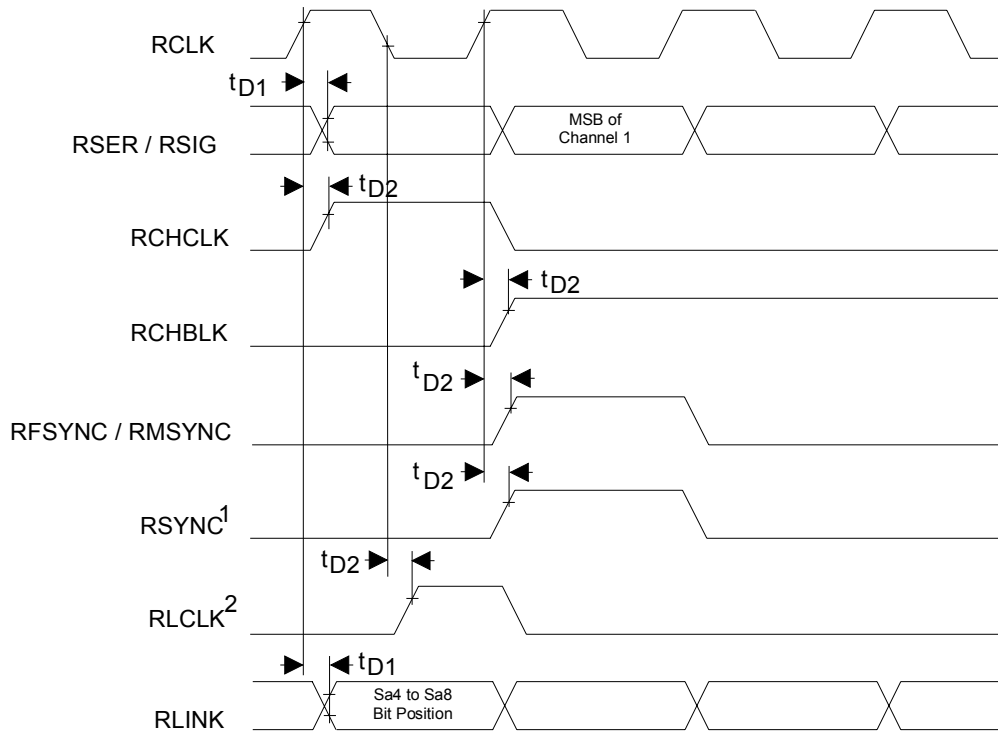 RCLK
tD1
RSER / RSIG
MSB of
Channel 1
tD2
RCHCLK
tD2
RCHBLK
tD2
RFSYNC / RMSYNC
tD2
RSYNC1
tD2
RLCLK2
tD1
RLINK
Sa4 to Sa8
Bit Position